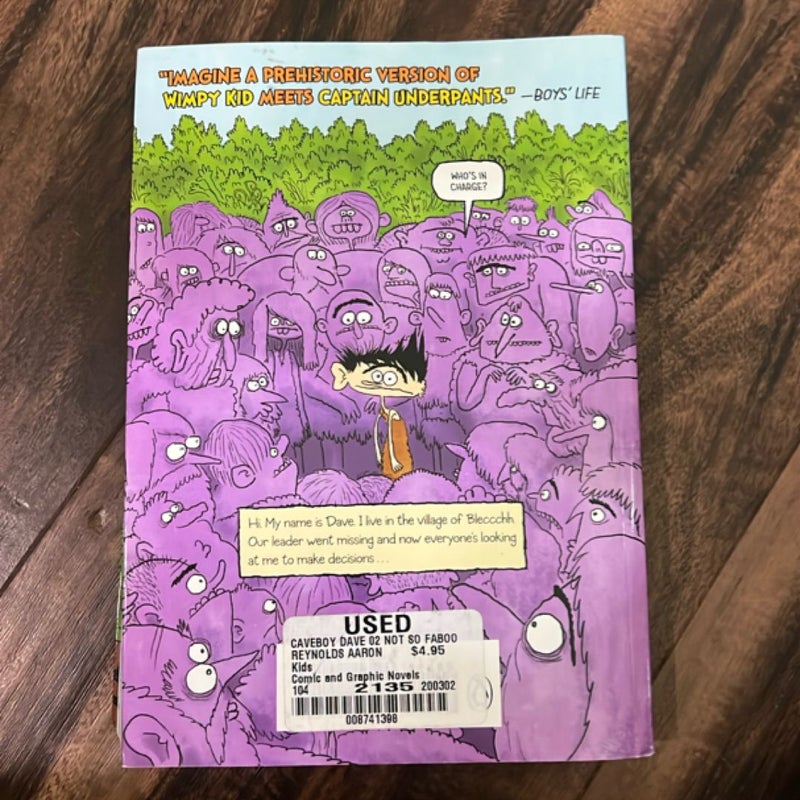 "IMAGINE A PREHISTORIC VERSION OF
WIMPY KID MEETS CAPTAIN UNDERPANTS." —BOYS' LIFE
WHO'S IN
CHARGE?
Hi. My name is Dave. I live in the village of Bleccchh.
Our leader went missing and now everyone's looking
at me to make decisions...
USED
CAVEBOY DAVE 02 NOT SO FABOO
REYNOLDS AARON $4.95
Kids
Comic and Graphic Novels
104 2135 200302
008741398